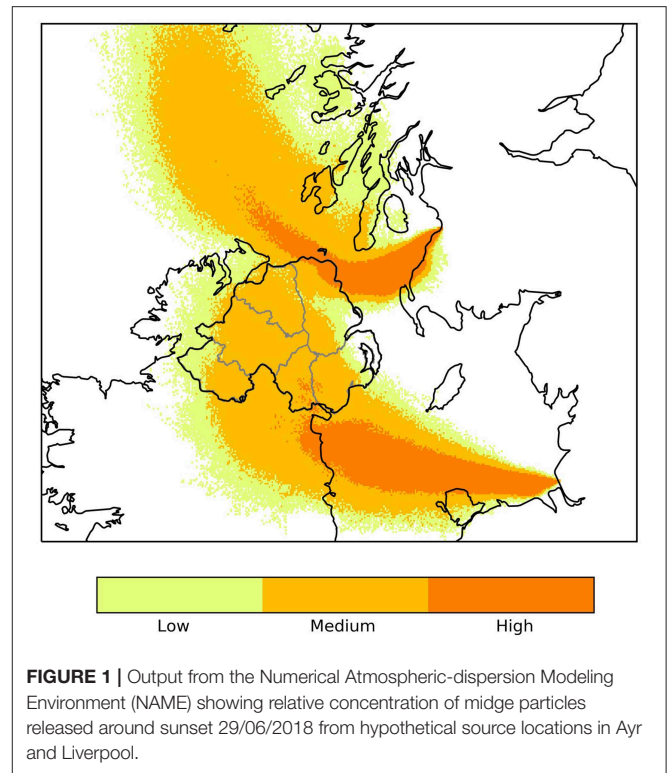 Low Medium High
FIGURE 1 | Output from the Numerical Atmospheric-dispersion Modeling
Environment (NAME) showing relative concentration of midge particles
released around sunset 29/06/2018 from hypothetical source locations in Ayr
and Liverpool.